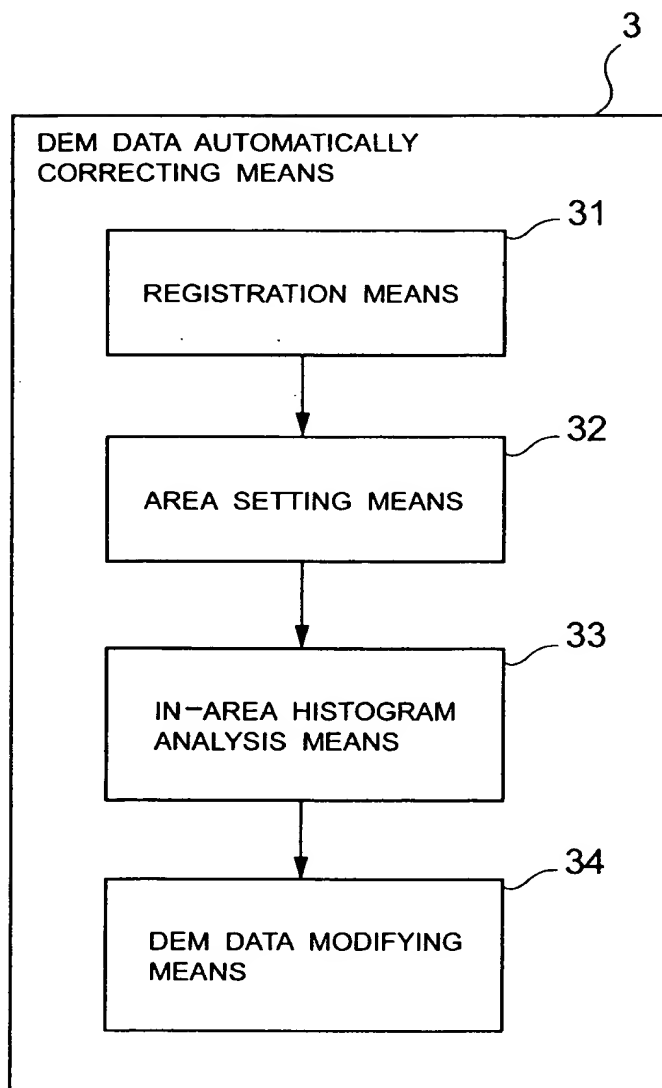 3
DEM DATA AUTOMATICALLY
CORRECTING MEANS
31
REGISTRATION MEANS
32
AREA SETTING MEANS
33
IN-AREA HISTOGRAM
ANALYSIS MEANS
34
DEM DATA MODIFYING
MEANS